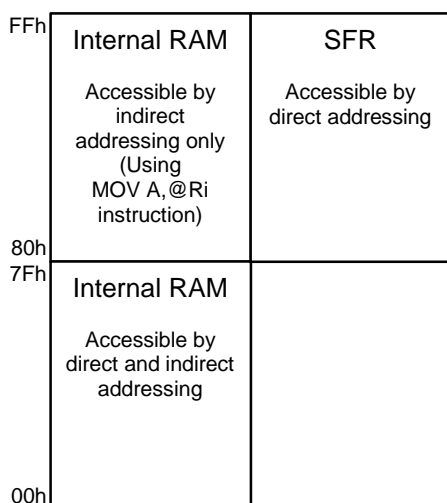 FFh
Internal RAM
Accessible by
indirect
addressing only
(Using
MOV A,@Ri
instruction)
SFR
Accessible by
direct addressing
80h
7Fh
Internal RAM
Accessible by
direct and indirect
addressing
00h